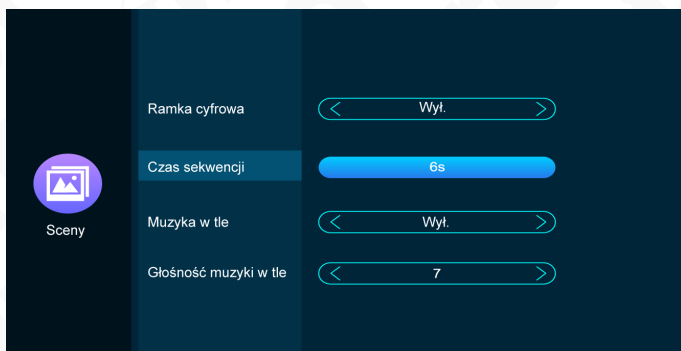 Ramka cyfrowa
Wył.
Czas sekwencji
6s
Sceny
Muzyka w tle
Wył.
Głośność muzyki w tle
7